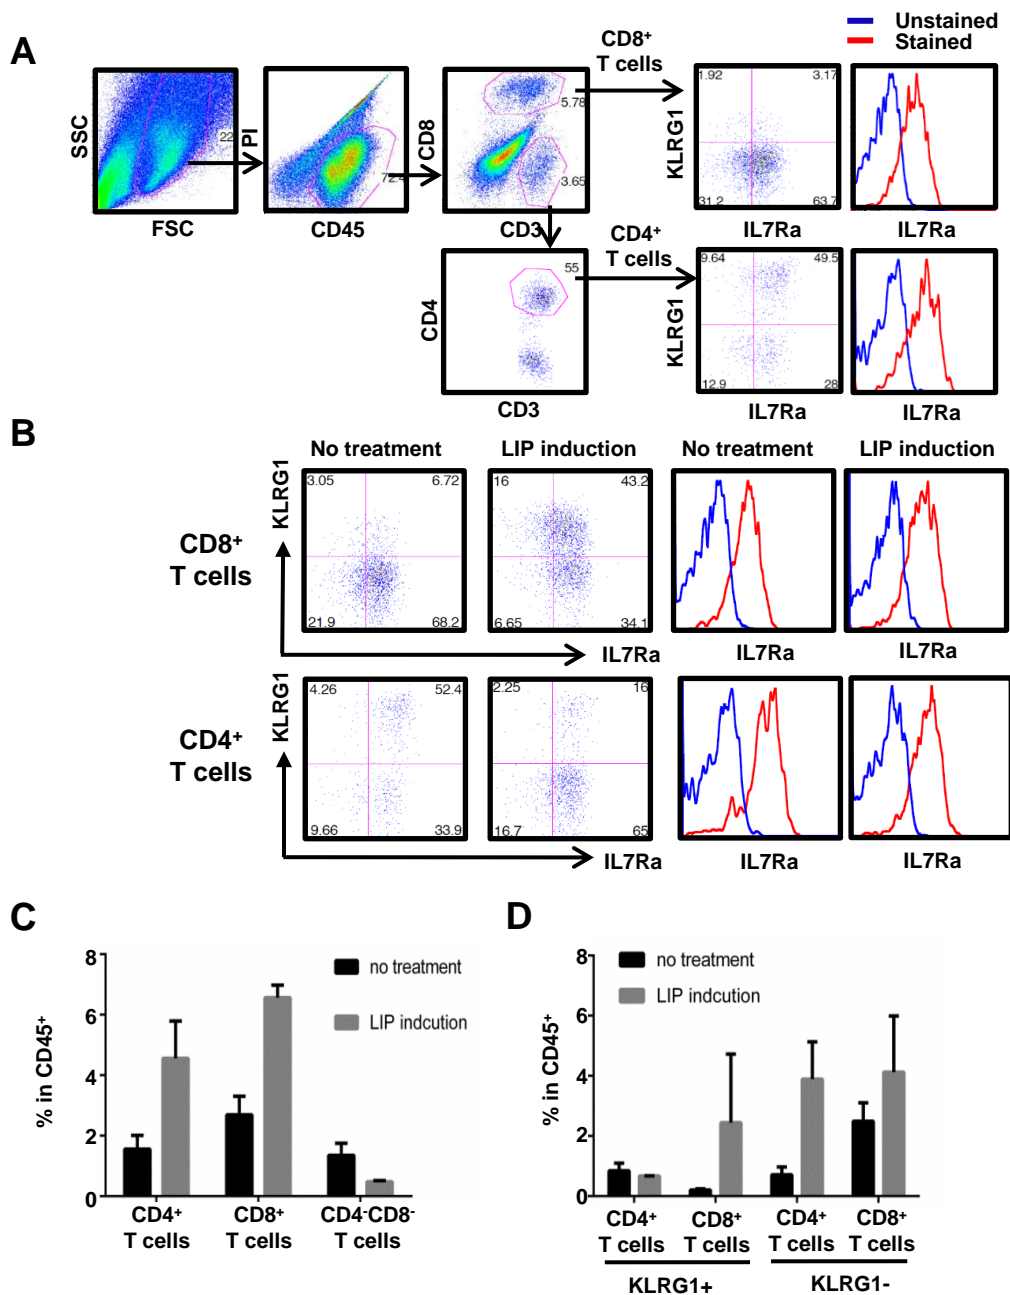 Unstained
Stained
A
CD8+
T cells
SSC
22
FSC
PI
CD45
CD8
5.78
3.65
CD3
KLRG1
1.92
3.17
31.2
63.7
IL7Ra
IL7Ra
CD4
55
CD3
CD4+
T cells
KLRG1
9.64
49.5
12.9
28
IL7Ra
IL7Ra
B
No treatment
LIP induction
No treatment
LIP induction
CD8+
T cells
KLRG1
3.05
6.72
21.9
68.2
16
43.2
6.65
34.1
IL7Ra
IL7Ra
IL7Ra
CD4+
T cells
KLRG1
4.26
52.4
9.66
33.9
2.25
16
16.7
65
IL7Ra
IL7Ra
IL7Ra
C
% in CD45+
8
6
4
2
0
no treatment
LIP indcution
CD4+
T cells
CD8+
T cells
CD4-CD8-
T cells
D
% in CD45+
8
6
4
2
0
no treatment
LIP indcution
CD4+
T cells
CD8+
T cells
CD4+
T cells
CD8+
T cells
KLRG1+
KLRG1-